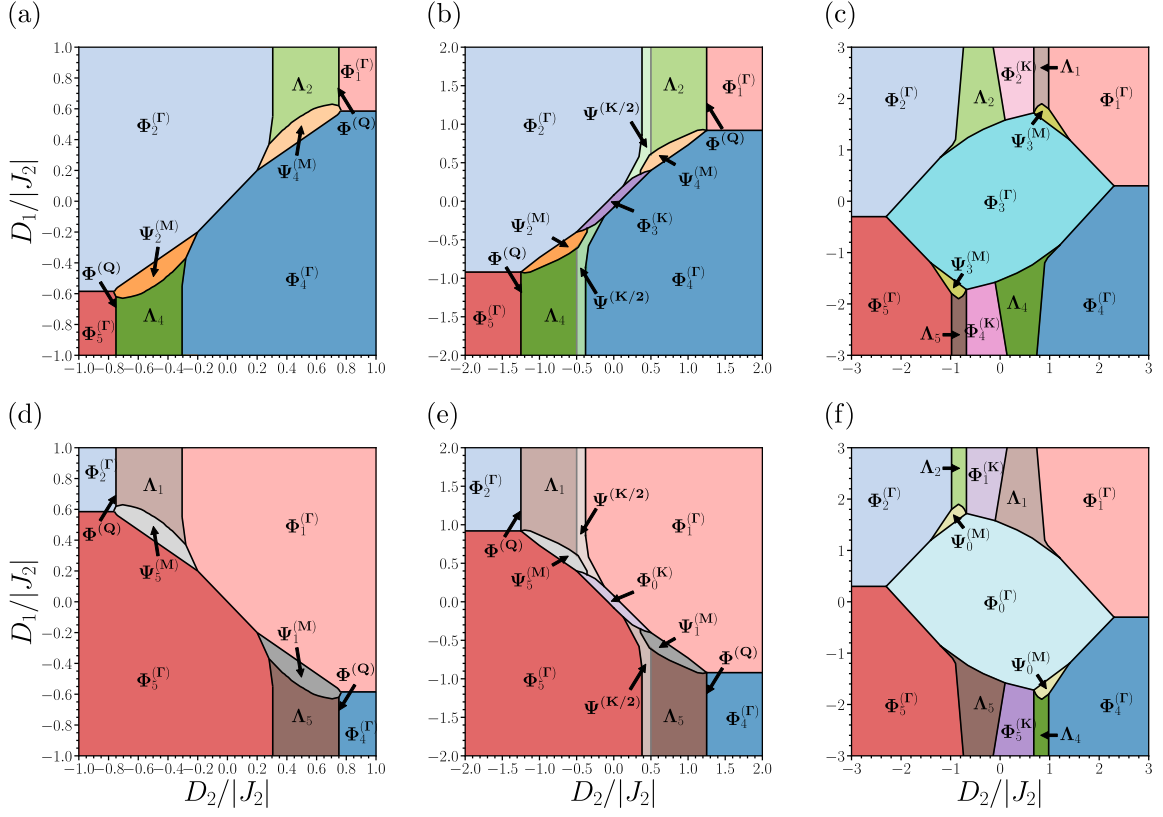 (a)
(b)
(c)
1.0
0.8
0.6
0.4
0.2
0.0
−0.2
−0.4
−0.6
−0.8
−1.0
D₁/|J₂|
Φ₂^(Γ)
Λ₂
Φ₁^(Γ)
Φ^(Q)
Ψ₄^(M)
Ψ₂^(M)
Φ^(Q)
Φ₄^(Γ)
Φ₅^(Γ)
Λ₄
−1.0 −0.8 −0.6 −0.4 −0.2 0.0 0.2 0.4 0.6 0.8 1.0
2.0
1.5
1.0
0.5
0.0
−0.5
−1.0
−1.5
−2.0
Φ₂^(Γ)
Ψ^(K/2)
Λ₂
Φ₁^(Γ)
Φ^(Q)
Ψ₄^(M)
Ψ₂^(M)
Φ₃^(K)
Φ^(Q)
Ψ^(K/2)
Φ₄^(Γ)
Φ₅^(Γ)
Λ₄
−2.0 −1.5 −1.0 −0.5 0.0 0.5 1.0 1.5 2.0
3
2
1
0
−1
−2
−3
Φ₂^(Γ)
Λ₂
Φ₂^(K)
Λ₁
Φ₁^(Γ)
Ψ₃^(M)
Φ₃^(Γ)
Ψ₃^(M)
Φ₅^(Γ)
Λ₅
Φ₄^(K)
Λ₄
Φ₄^(Γ)
−3 −2 −1 0 1 2 3
(d)
(e)
(f)
1.0
0.8
0.6
0.4
0.2
0.0
−0.2
−0.4
−0.6
−0.8
−1.0
D₁/|J₂|
Φ₂^(Γ)
Λ₁
Φ^(Q)
Ψ₅^(M)
Φ₁^(Γ)
Ψ₁^(M)
Φ₅^(Γ)
Φ^(Q)
Λ₅
Φ₄^(Γ)
−1.0 −0.8 −0.6 −0.4 −0.2 0.0 0.2 0.4 0.6 0.8 1.0
D₂/|J₂|
2.0
1.5
1.0
0.5
0.0
−0.5
−1.0
−1.5
−2.0
Φ₂^(Γ)
Λ₁
Ψ^(K/2)
Φ₁^(Γ)
Φ^(Q)
Ψ₅^(M)
Φ₀^(K)
Ψ₁^(M)
Φ^(Q)
Φ₅^(Γ)
Ψ^(K/2)
Λ₅
Φ₄^(Γ)
−2.0 −1.5 −1.0 −0.5 0.0 0.5 1.0 1.5 2.0
D₂/|J₂|
3
2
1
0
−1
−2
−3
Λ₂
Φ₁^(K)
Λ₁
Φ₂^(Γ)
Φ₁^(Γ)
Ψ₀^(M)
Φ₀^(Γ)
Ψ₀^(M)
Φ₅^(Γ)
Λ₅
Φ₅^(K)
Λ₄
Φ₄^(Γ)
−3 −2 −1 0 1 2 3
D₂/|J₂|